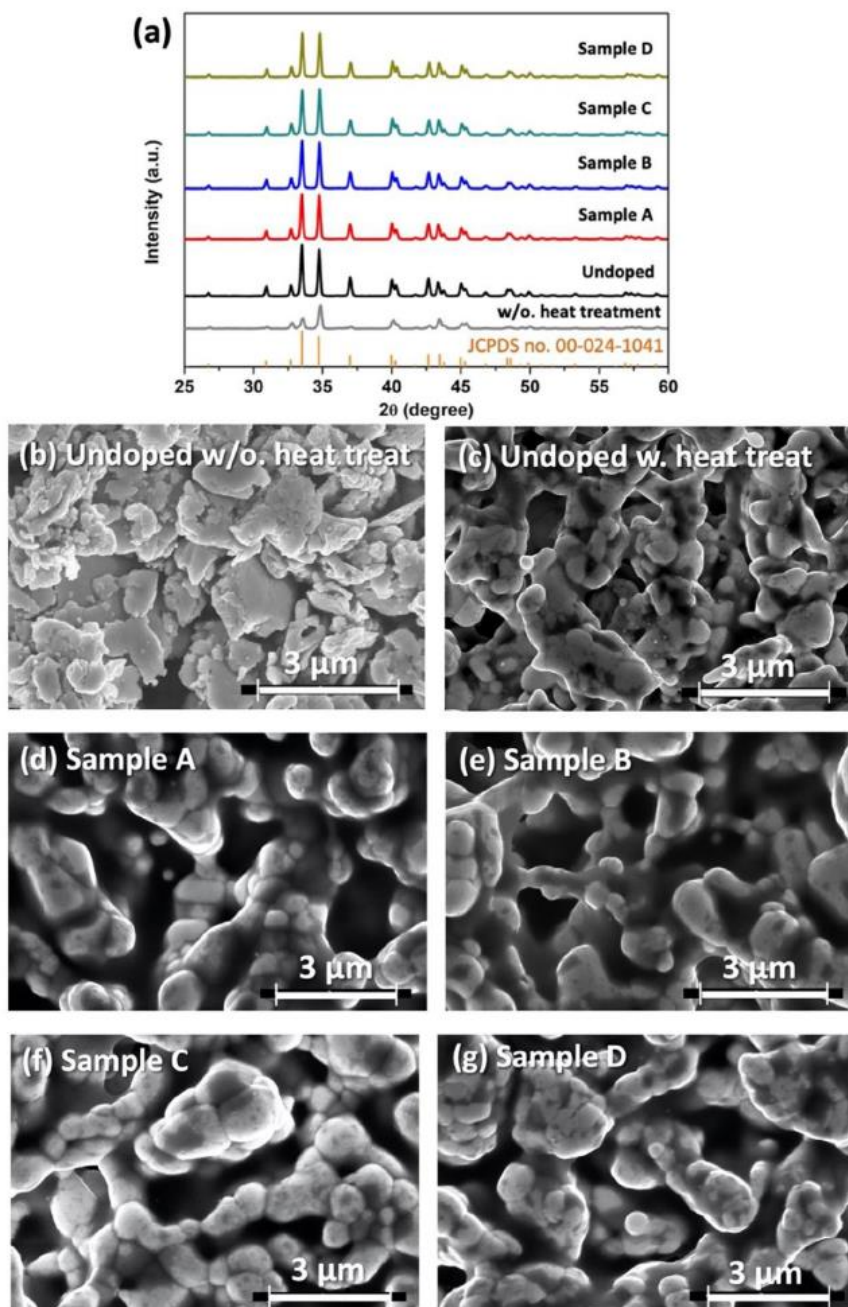 (a)
Sample D
Sample C
Sample B
Sample A
Undoped
w/o. heat treatment
JCPDS no. 00-024-1041
Intensity (a.u.)
25 30 35 40 45 50 55 60
2θ (degree)
(b) Undoped w/o. heat treat
3 μm
(c) Undoped w. heat treat
3 μm
(d) Sample A
3 μm
(e) Sample B
3 μm
(f) Sample C
3 μm
(g) Sample D
3 μm